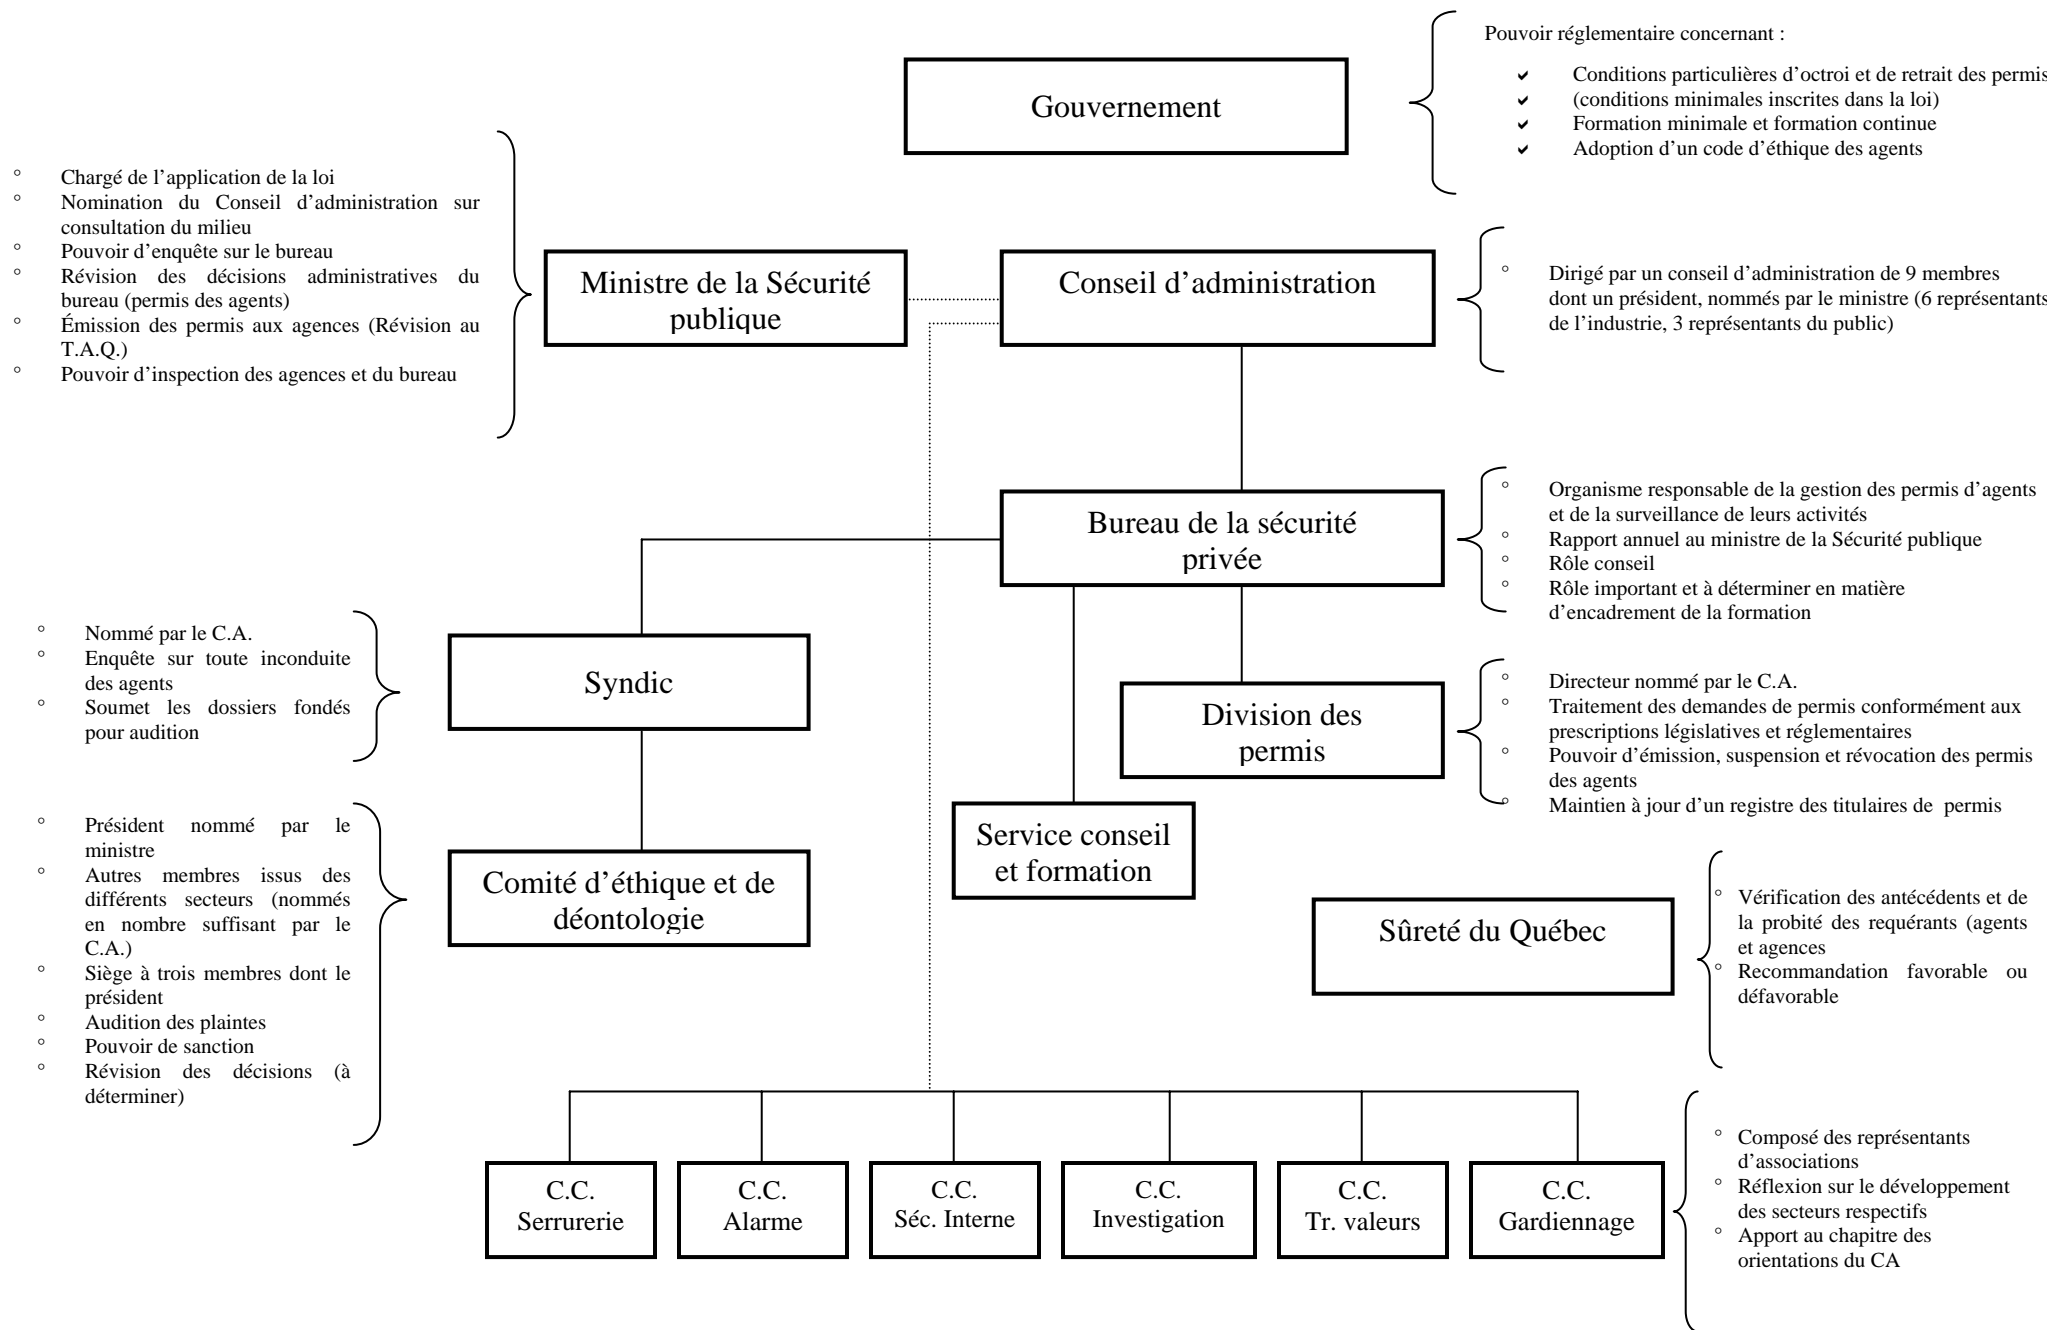 Pouvoir réglementaire concernant :
✔ Conditions particulières d’octroi et de retrait des permis
✔ (conditions minimales inscrites dans la loi)
✔ Formation minimale et formation continue
✔ Adoption d’un code d’éthique des agents
Gouvernement
° Chargé de l’application de la loi
° Nomination du Conseil d’administration sur
consultation du milieu
° Pouvoir d’enquête sur le bureau
° Révision des décisions administratives du
bureau (permis des agents)
° Émission des permis aux agences (Révision au
T.A.Q.)
° Pouvoir d’inspection des agences et du bureau
Ministre de la Sécurité
publique
Conseil d’administration
° Dirigé par un conseil d’administration de 9 membres
dont un président, nommés par le ministre (6 représentants
de l’industrie, 3 représentants du public)
Bureau de la sécurité
privée
° Organisme responsable de la gestion des permis d’agents
et de la surveillance de leurs activités
° Rapport annuel au ministre de la Sécurité publique
° Rôle conseil
° Rôle important et à déterminer en matière
d’encadrement de la formation
° Nommé par le C.A.
° Enquête sur toute inconduite
des agents
° Soumet les dossiers fondés
pour audition
Syndic
Division des
permis
° Directeur nommé par le C.A.
° Traitement des demandes de permis conformément aux
prescriptions législatives et réglementaires
° Pouvoir d’émission, suspension et révocation des permis
des agents
° Maintien à jour d’un registre des titulaires de permis
Service conseil
et formation
° Président nommé par le
ministre
° Autres membres issus des
différents secteurs (nommés
en nombre suffisant par le
C.A.)
° Siège à trois membres dont le
président
° Audition des plaintes
° Pouvoir de sanction
° Révision des décisions (à
déterminer)
Comité d’éthique et de
déontologie
Sûreté du Québec
° Vérification des antécédents et de
la probité des requérants (agents
et agences
° Recommandation favorable ou
défavorable
C.C.
Serrurerie
C.C.
Alarme
C.C.
Séc. Interne
C.C.
Investigation
C.C.
Tr. valeurs
C.C.
Gardiennage
° Composé des représentants
d’associations
° Réflexion sur le développement
des secteurs respectifs
° Apport au chapitre des
orientations du CA